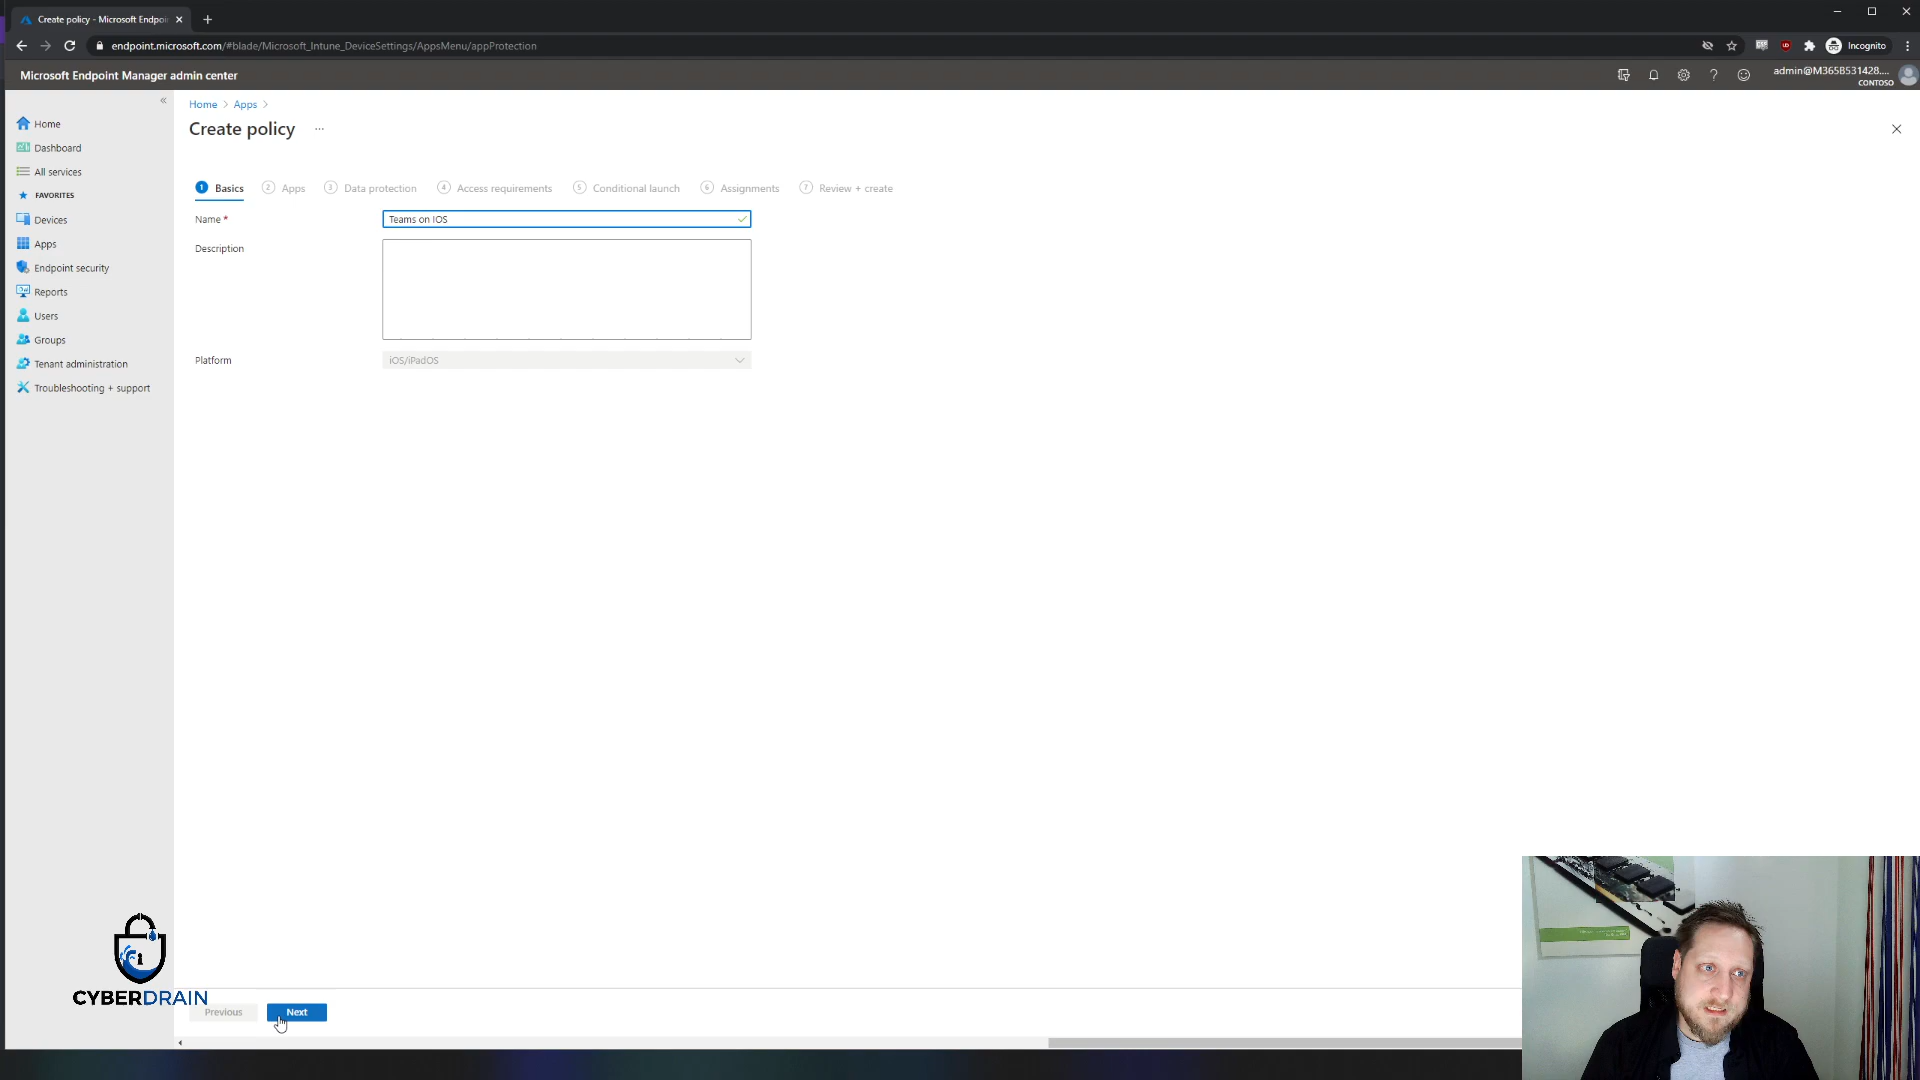 Create policy - Microsoft Endpoi
endpoint.microsoft.com/#blade/Microsoft_Intune_DeviceSettings/AppsMenu/appProtection
Incognito
Microsoft Endpoint Manager admin center
admin@M365B531428....
CONTOSO
Home
Dashboard
All services
FAVORITES
Devices
Apps
Endpoint security
Reports
Users
Groups
Tenant administration
Troubleshooting + support
Home > Apps >
Create policy ...
1 Basics 2 Apps 3 Data protection 4 Access requirements 5 Conditional launch 6 Assignments 7 Review + create
Name * Teams on IOS
Description
Platform iOS/iPadOS
CYBERDRAIN
Previous Next